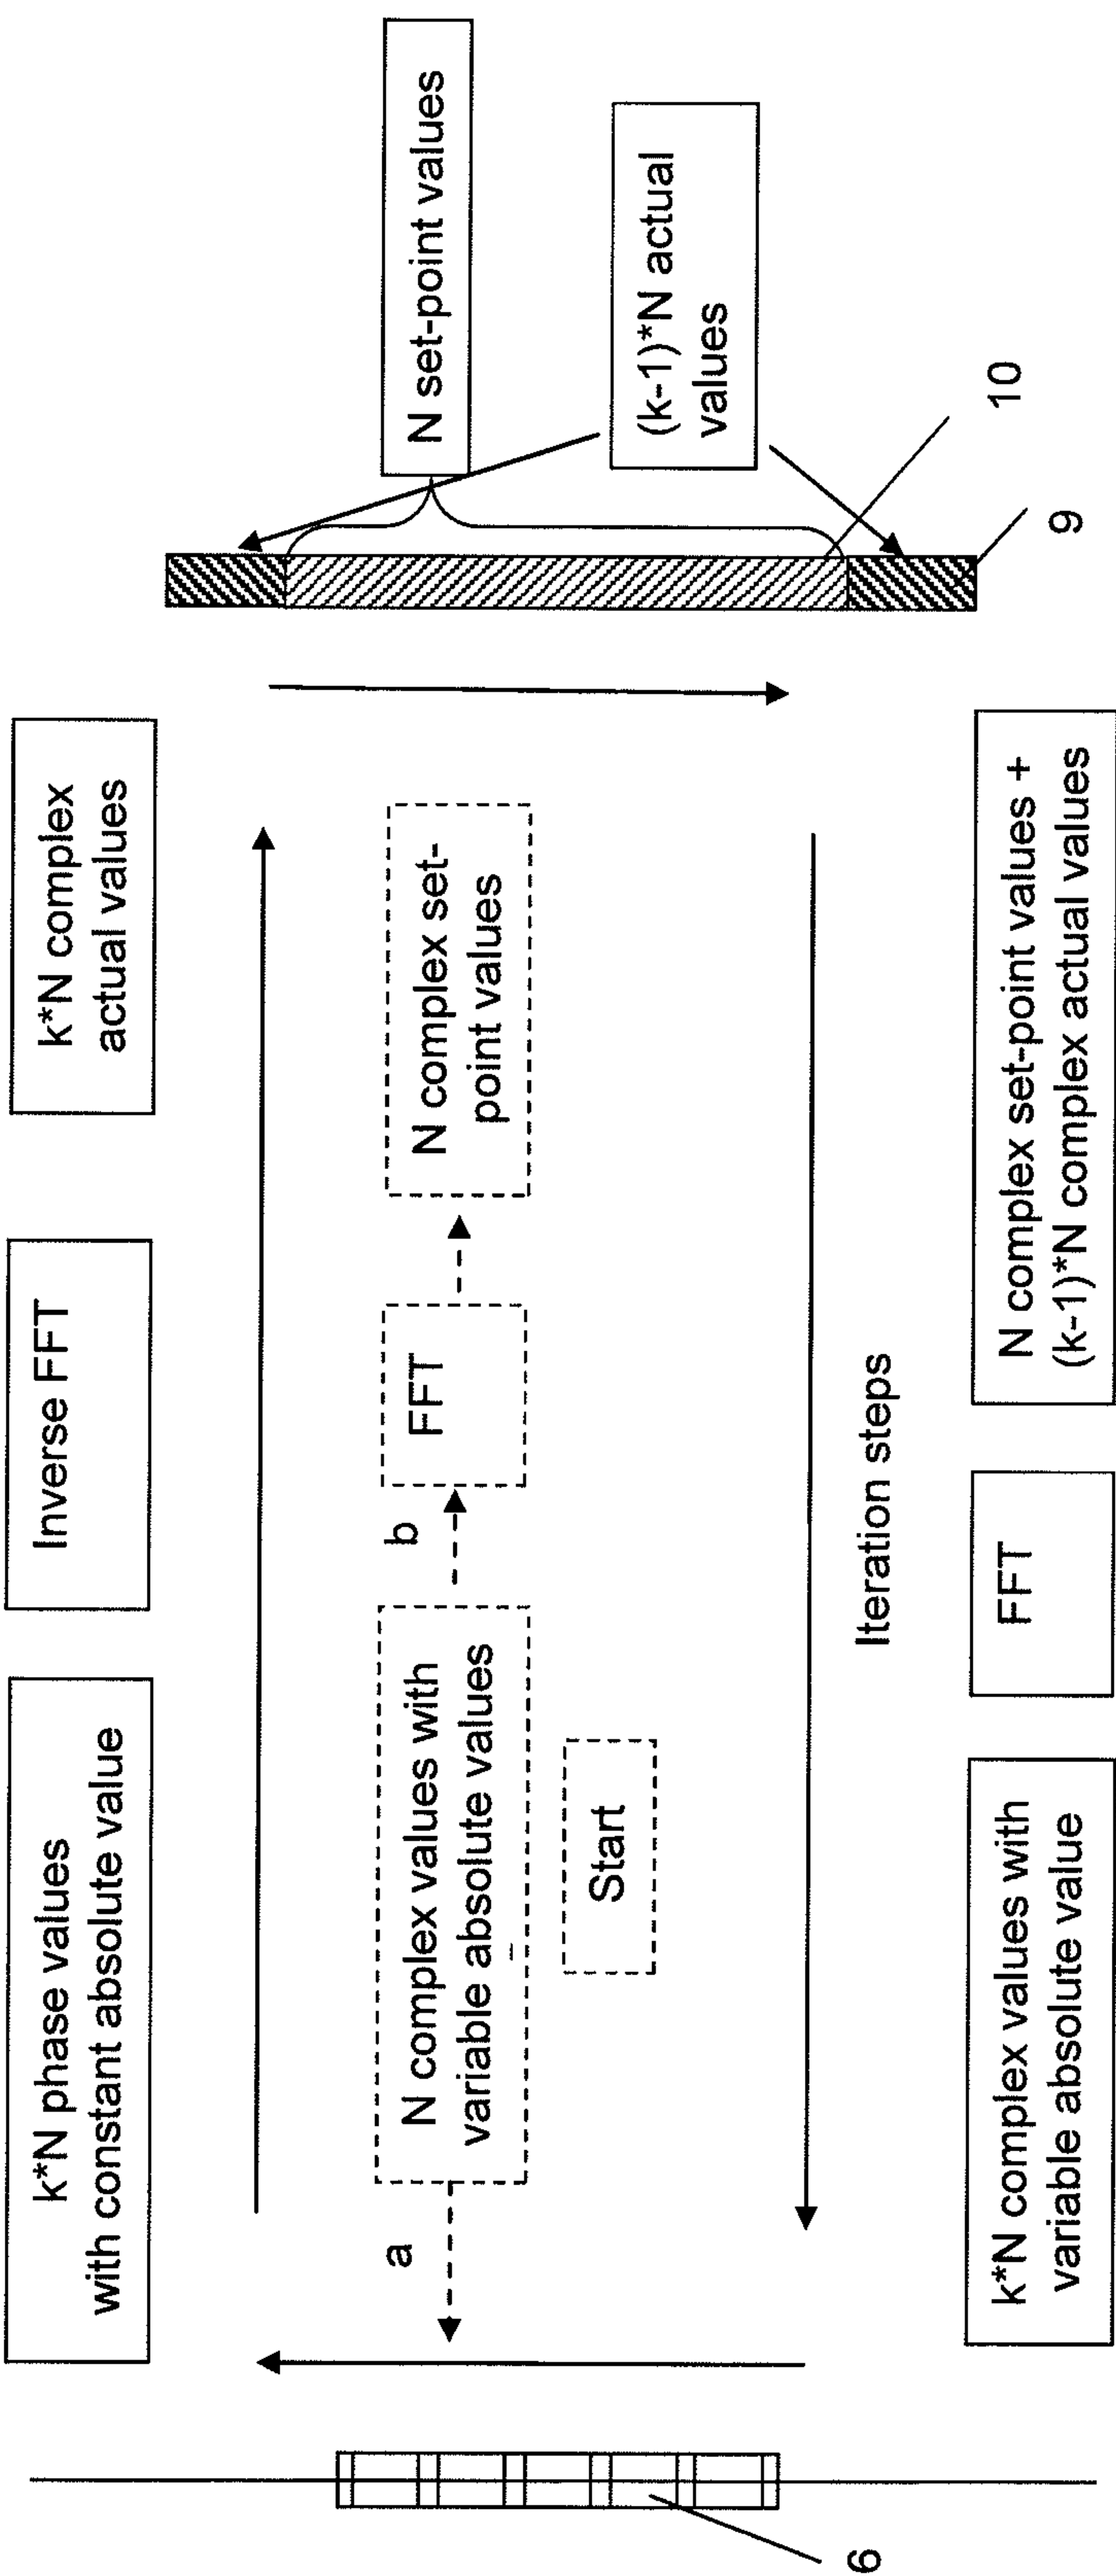 k*N phase values
with constant absolute value
Inverse FFT
k*N complex
actual values
N complex values with
variable absolute values
a
b
FFT
N complex set-
point values
Start
N set-point values
(k-1)*N actual
values
10
9
6
Iteration steps
k*N complex values with
variable absolute value
FFT
N complex set-point values +
(k-1)*N complex actual values